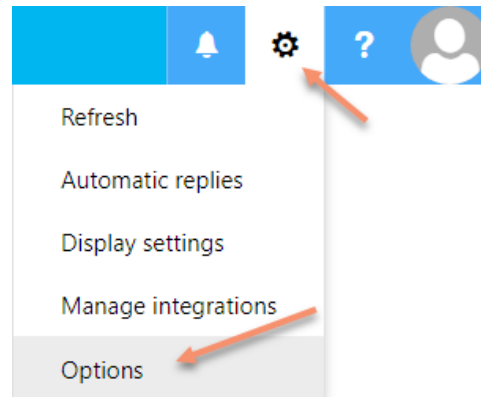 ?
Refresh
Automatic replies
Display settings
Manage integrations
Options